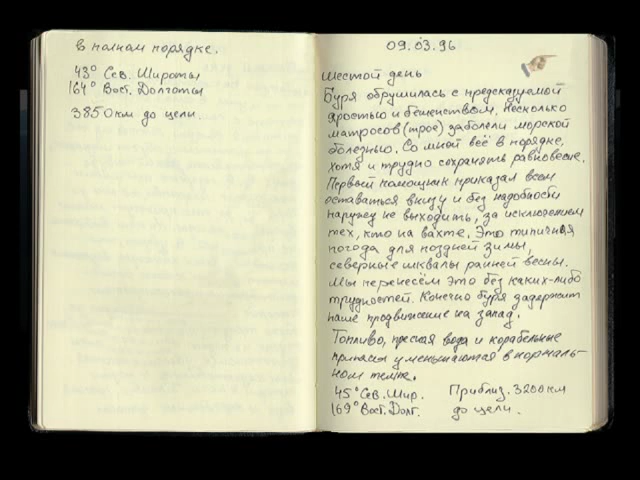 в полном порядке.
43° Сев. Широты
164° Вост. Долготы
3850 км до цели.
09.03.96
Шестой день
Буря обрушилась с предсказуемой
яростью и бешенством. Несколько
матросов (трое) заболели морской
болезнью. Со мной всё в порядке,
хотя и трудно сохранять равновесие.
Первый помощник приказал всем
оставаться внизу и без надобности
наружу не выходить, за исключением
тех, кто на вахте. Это типичная
погода для поздней зимы,
северные шквалы ранней весны.
Мы перенесём это без каких-либо
трудностей. Конечно буря задержит
наше продвижение на запад.
Топливо, пресная вода и корабельные
припасы уменьшаются в нормаль-
ном темпе.
45° Сев. Шир. Приблиз. 3200 км
169° Вост. Долг. до цели.